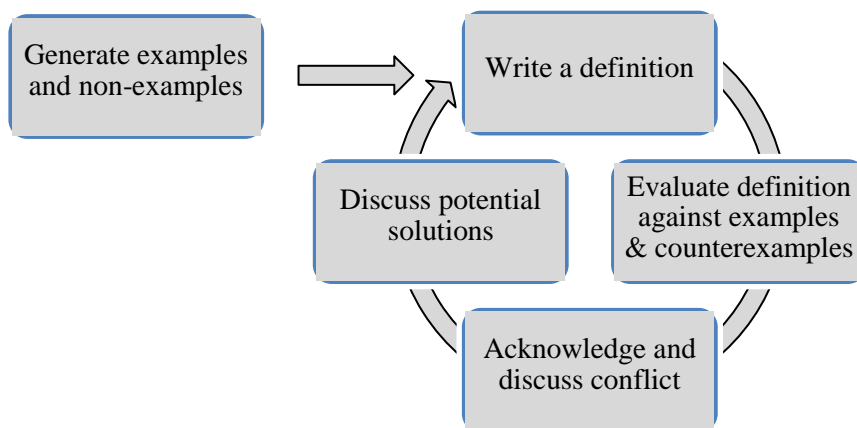 Generate examples
and non-examples
Write a definition
Evaluate definition
against examples
& counterexamples
Acknowledge and
discuss conflict
Discuss potential
solutions